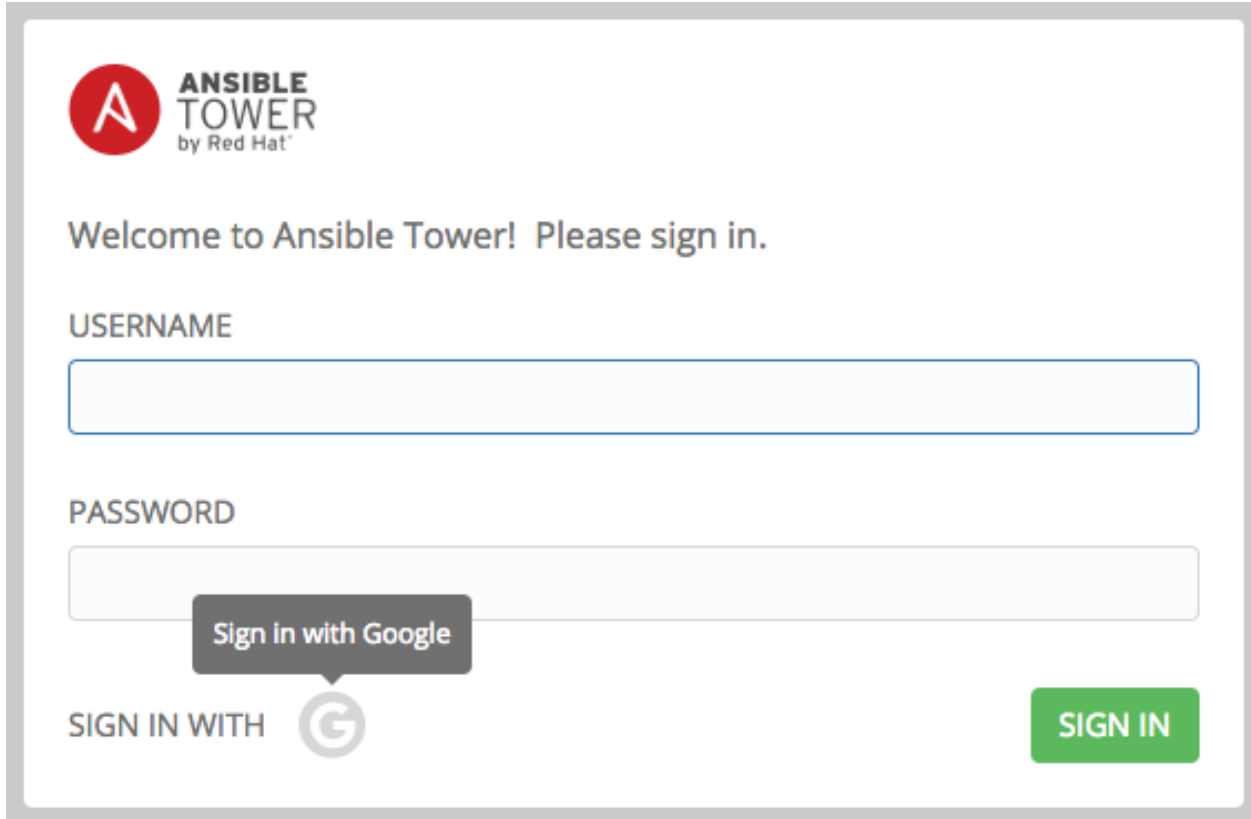 ANSIBLE
TOWER
by Red Hat
Welcome to Ansible Tower! Please sign in.
USERNAME
PASSWORD
Sign in with Google
SIGN IN WITH G
SIGN IN